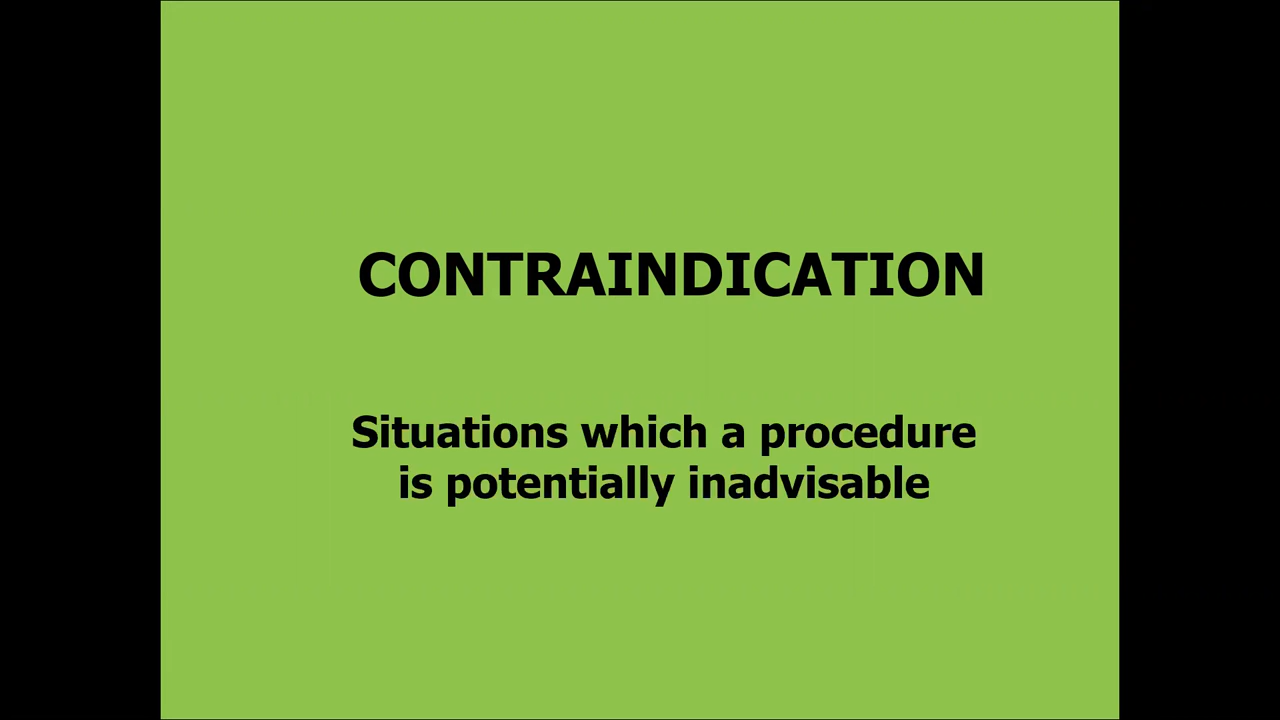 CONTRAINDICATION
Situations which a procedure
is potentially inadvisable